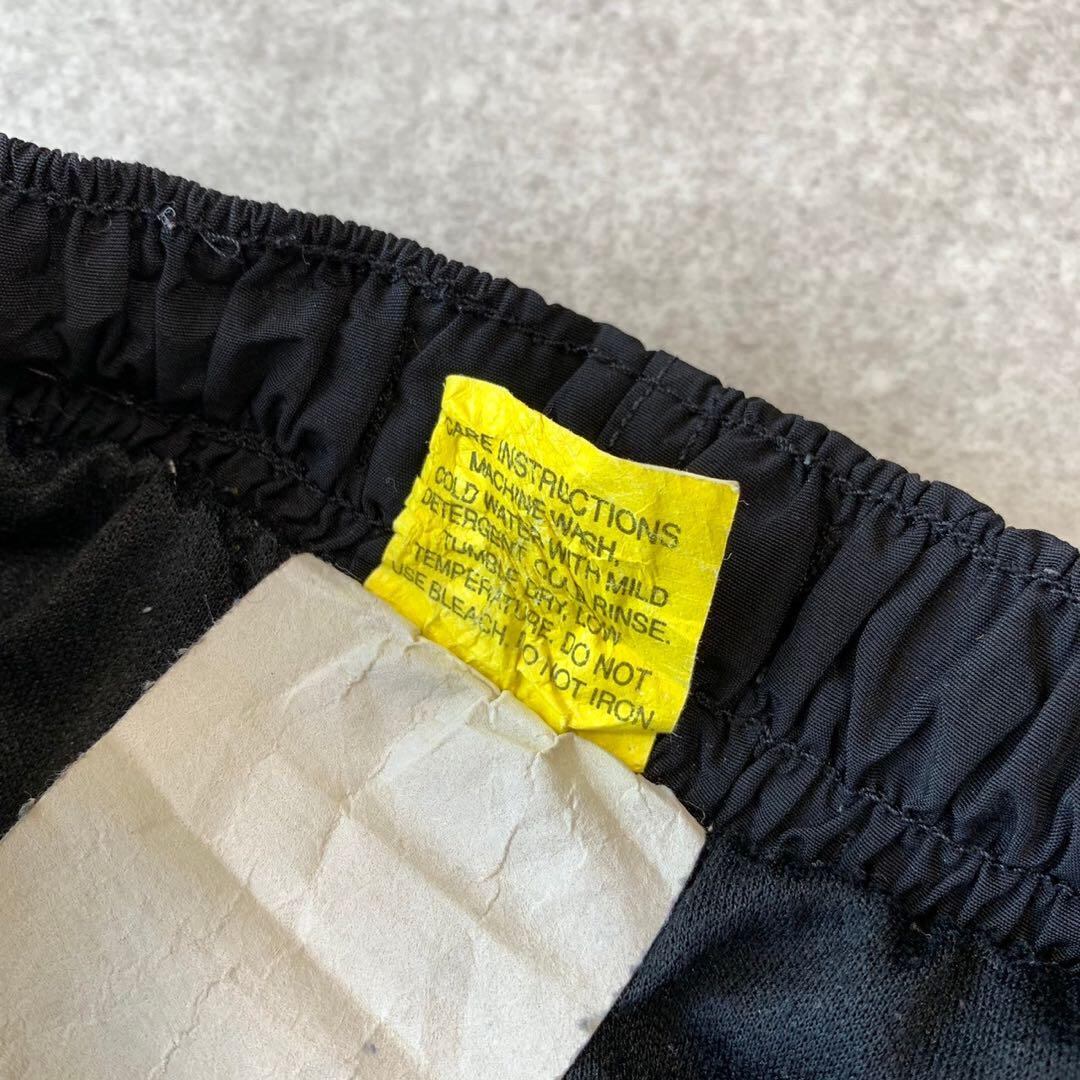 CARE INSTRUCTIONS
MACHINE WASH,
COLD WATER WITH MILD
DETERGENT COLD RINSE.
TUMBLE DRY, LOW
TEMPERATURE. DO NOT
USE BLEACH. DO NOT IRON